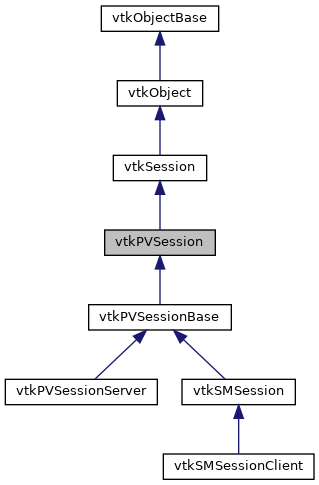 vtkObjectBase
vtkObject
vtkSession
vtkPVSession
vtkPVSessionBase
vtkPVSessionServer
vtkSMSession
vtkSMSessionClient